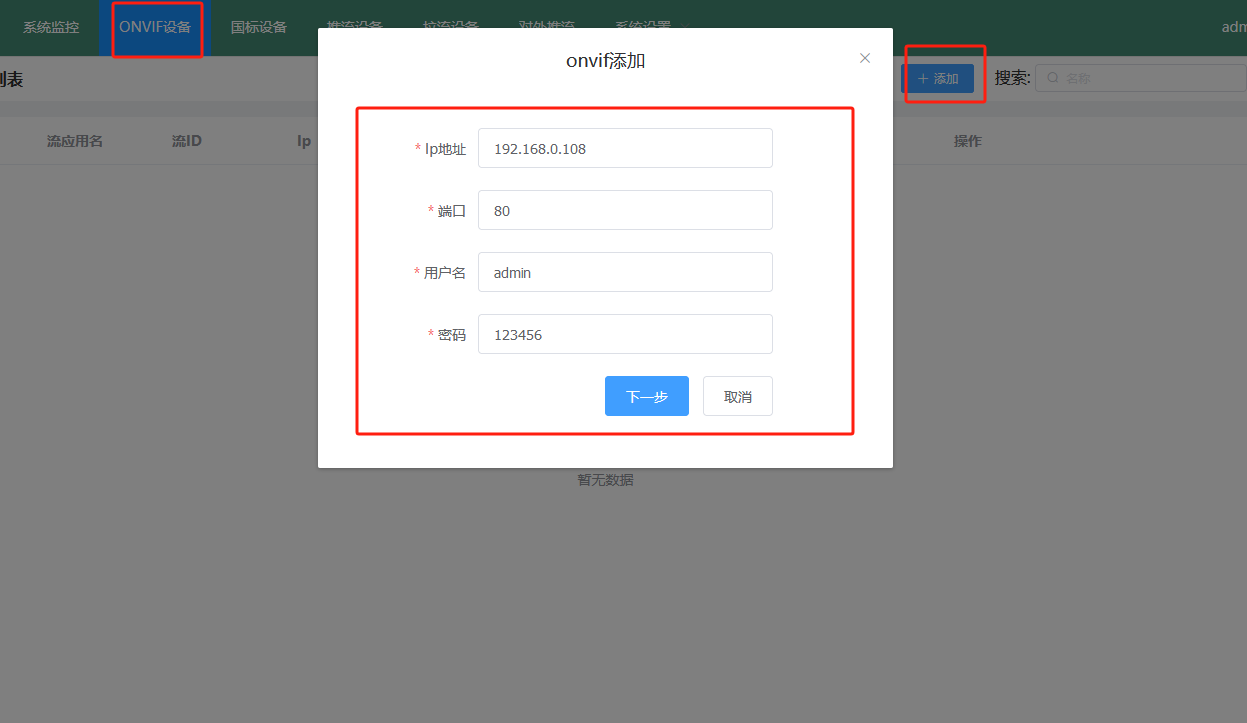 系统监控 ONVIF设备 国标设备 推流设备 拉流设备 对外推流 系统设置 adm
onvif添加
列表 添加 搜索: 名称
流应用名 流ID Ip 操作
* Ip地址 192.168.0.108
* 端口 80
* 用户名 admin
* 密码 123456
下一步 取消
暂无数据